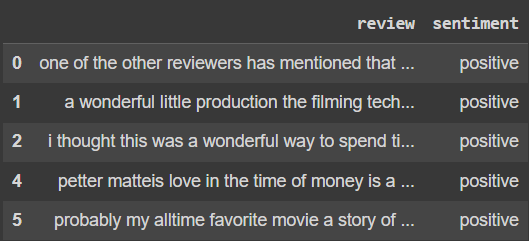 review sentiment
0 one of the other reviewers has mentioned that ... positive
1 a wonderful little production the filming tech... positive
2 i thought this was a wonderful way to spend ti... positive
4 petter matteis love in the time of money is a ... positive
5 probably my alltime favorite movie a story of ... positive